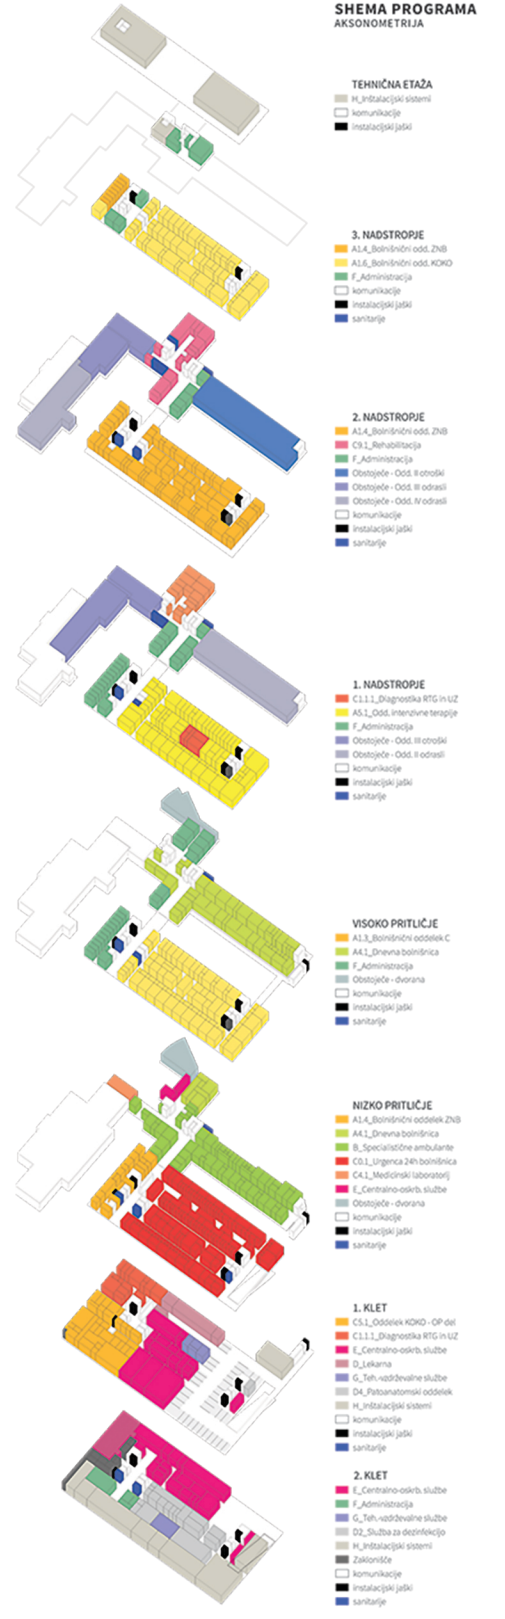 SHEMA PROGRAMA
AKSONOMETRIJA
TEHNIČNA ETAŽA
H_Inštalacijski sistemi
komunikacije
instalacijski jaški
3. NADSTROPJE
A1.4_Bolnišnični odd. ZNB
A1.6_Bolnišnični odd. KOKO
F_Administracija
komunikacije
instalacijski jaški
sanitarije
2. NADSTROPJE
A1.4_Bolnišnični odd. ZNB
C9.1_Rehabilitacija
F_Administracija
Obstoječe - Odd. II otroški
Obstoječe - Odd. III odrasli
Obstoječe - Odd. IV odrasli
komunikacije
instalacijski jaški
sanitarije
1. NADSTROPJE
C1.1.1_Diagnostika RTG in UZ
A5.1_Odd. intenzivne terapije
F_Administracija
Obstoječe - Odd. III otroški
Obstoječe - Odd. II odrasli
komunikacije
instalacijski jaški
sanitarije
VISOKO PRITLIČJE
A1.3_Bolnišnični oddelek C
A4.1_Dnevna bolnišnica
F_Administracija
Obstoječe - dvorana
komunikacije
instalacijski jaški
sanitarije
NIZKO PRITLIČJE
A1.4_Bolnišnični oddelek ZNB
A4.1_Dnevna bolnišnica
B_Specialistične ambulante
C0.1_Urgenca 24h bolnišnica
C4.1_Medicinski laboratorij
E_Centralno-oskrb. službe
Obstoječe - dvorana
komunikacije
instalacijski jaški
sanitarije
1. KLET
C5.1_Oddelek KOKO - OP del
C1.1.1_Diagnostika RTG in UZ
E_Centralno-oskrb. službe
D_Lekarna
G_Teh.-vzdrževalne službe
D4_Patoanatomski oddelek
H_Inštalacijski sistemi
komunikacije
instalacijski jaški
sanitarije
2. KLET
E_Centralno-oskrb. službe
F_Administracija
G_Teh.-vzdrževalne službe
D2_Služba za dezinfekcijo
H_Inštalacijski sistemi
Zaklonišče
komunikacije
instalacijski jaški
sanitarije